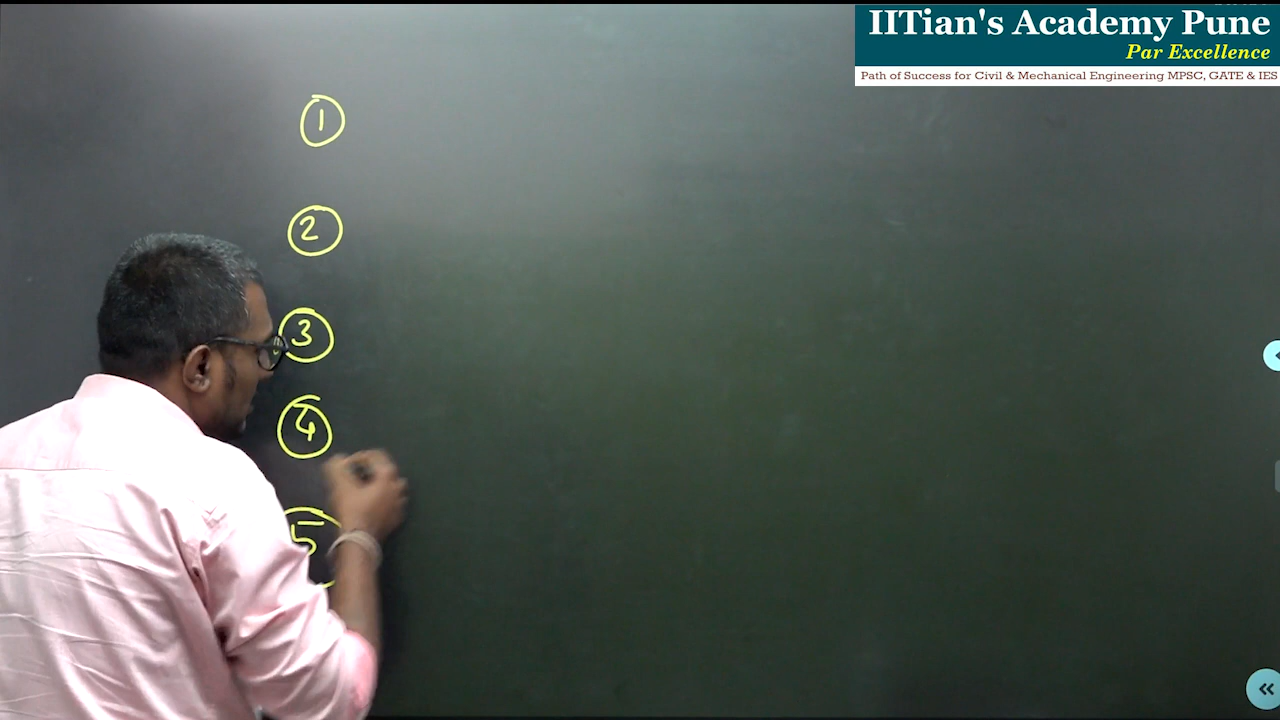 IITian's Academy Pune
Par Excellence
Path of Success for Civil & Mechanical Engineering MPSC, GATE & IES
1
2
3
4
5